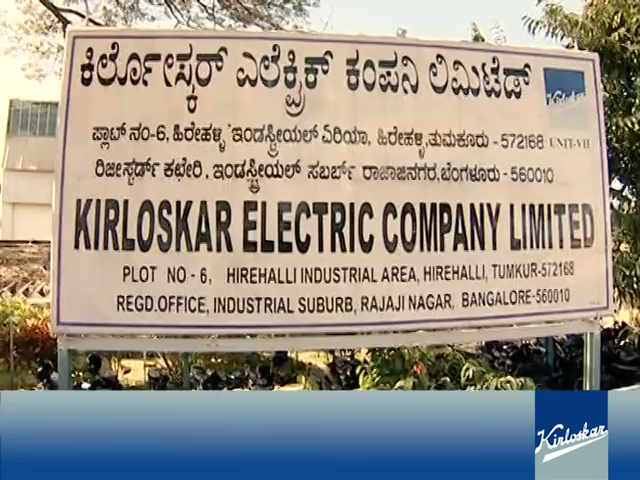 ಕಿರ್ಲೋಸ್ಕರ್ ಎಲೆಕ್ಟ್ರಿಕ್ ಕಂಪನಿ ಲಿಮಿಟೆಡ್
Kirloskar
ಪ್ಲಾಟ್ ನಂ-6, ಹಿರೇಹಳ್ಳಿ ಇಂಡಸ್ಟ್ರೀಯಲ್ ಏರಿಯಾ, ಹಿರೇಹಳ್ಳಿ,ತುಮಕೂರು - 572168 UNIT-VII
ರಿಜೀಸ್ಟರ್ಡ್ ಕಛೇರಿ, ಇಂಡಸ್ಟ್ರೀಯಲ್ ಸಬರ್ಬ್ ರಾಜಾಜಿನಗರ,ಬೆಂಗಳೂರು - 560010
KIRLOSKAR ELECTRIC COMPANY LIMITED
PLOT NO - 6, HIREHALLI INDUSTRIAL AREA, HIREHALLI, TUMKUR-572168
REGD.OFFICE, INDUSTRIAL SUBURB, RAJAJI NAGAR, BANGALORE-560010
Kirloskar